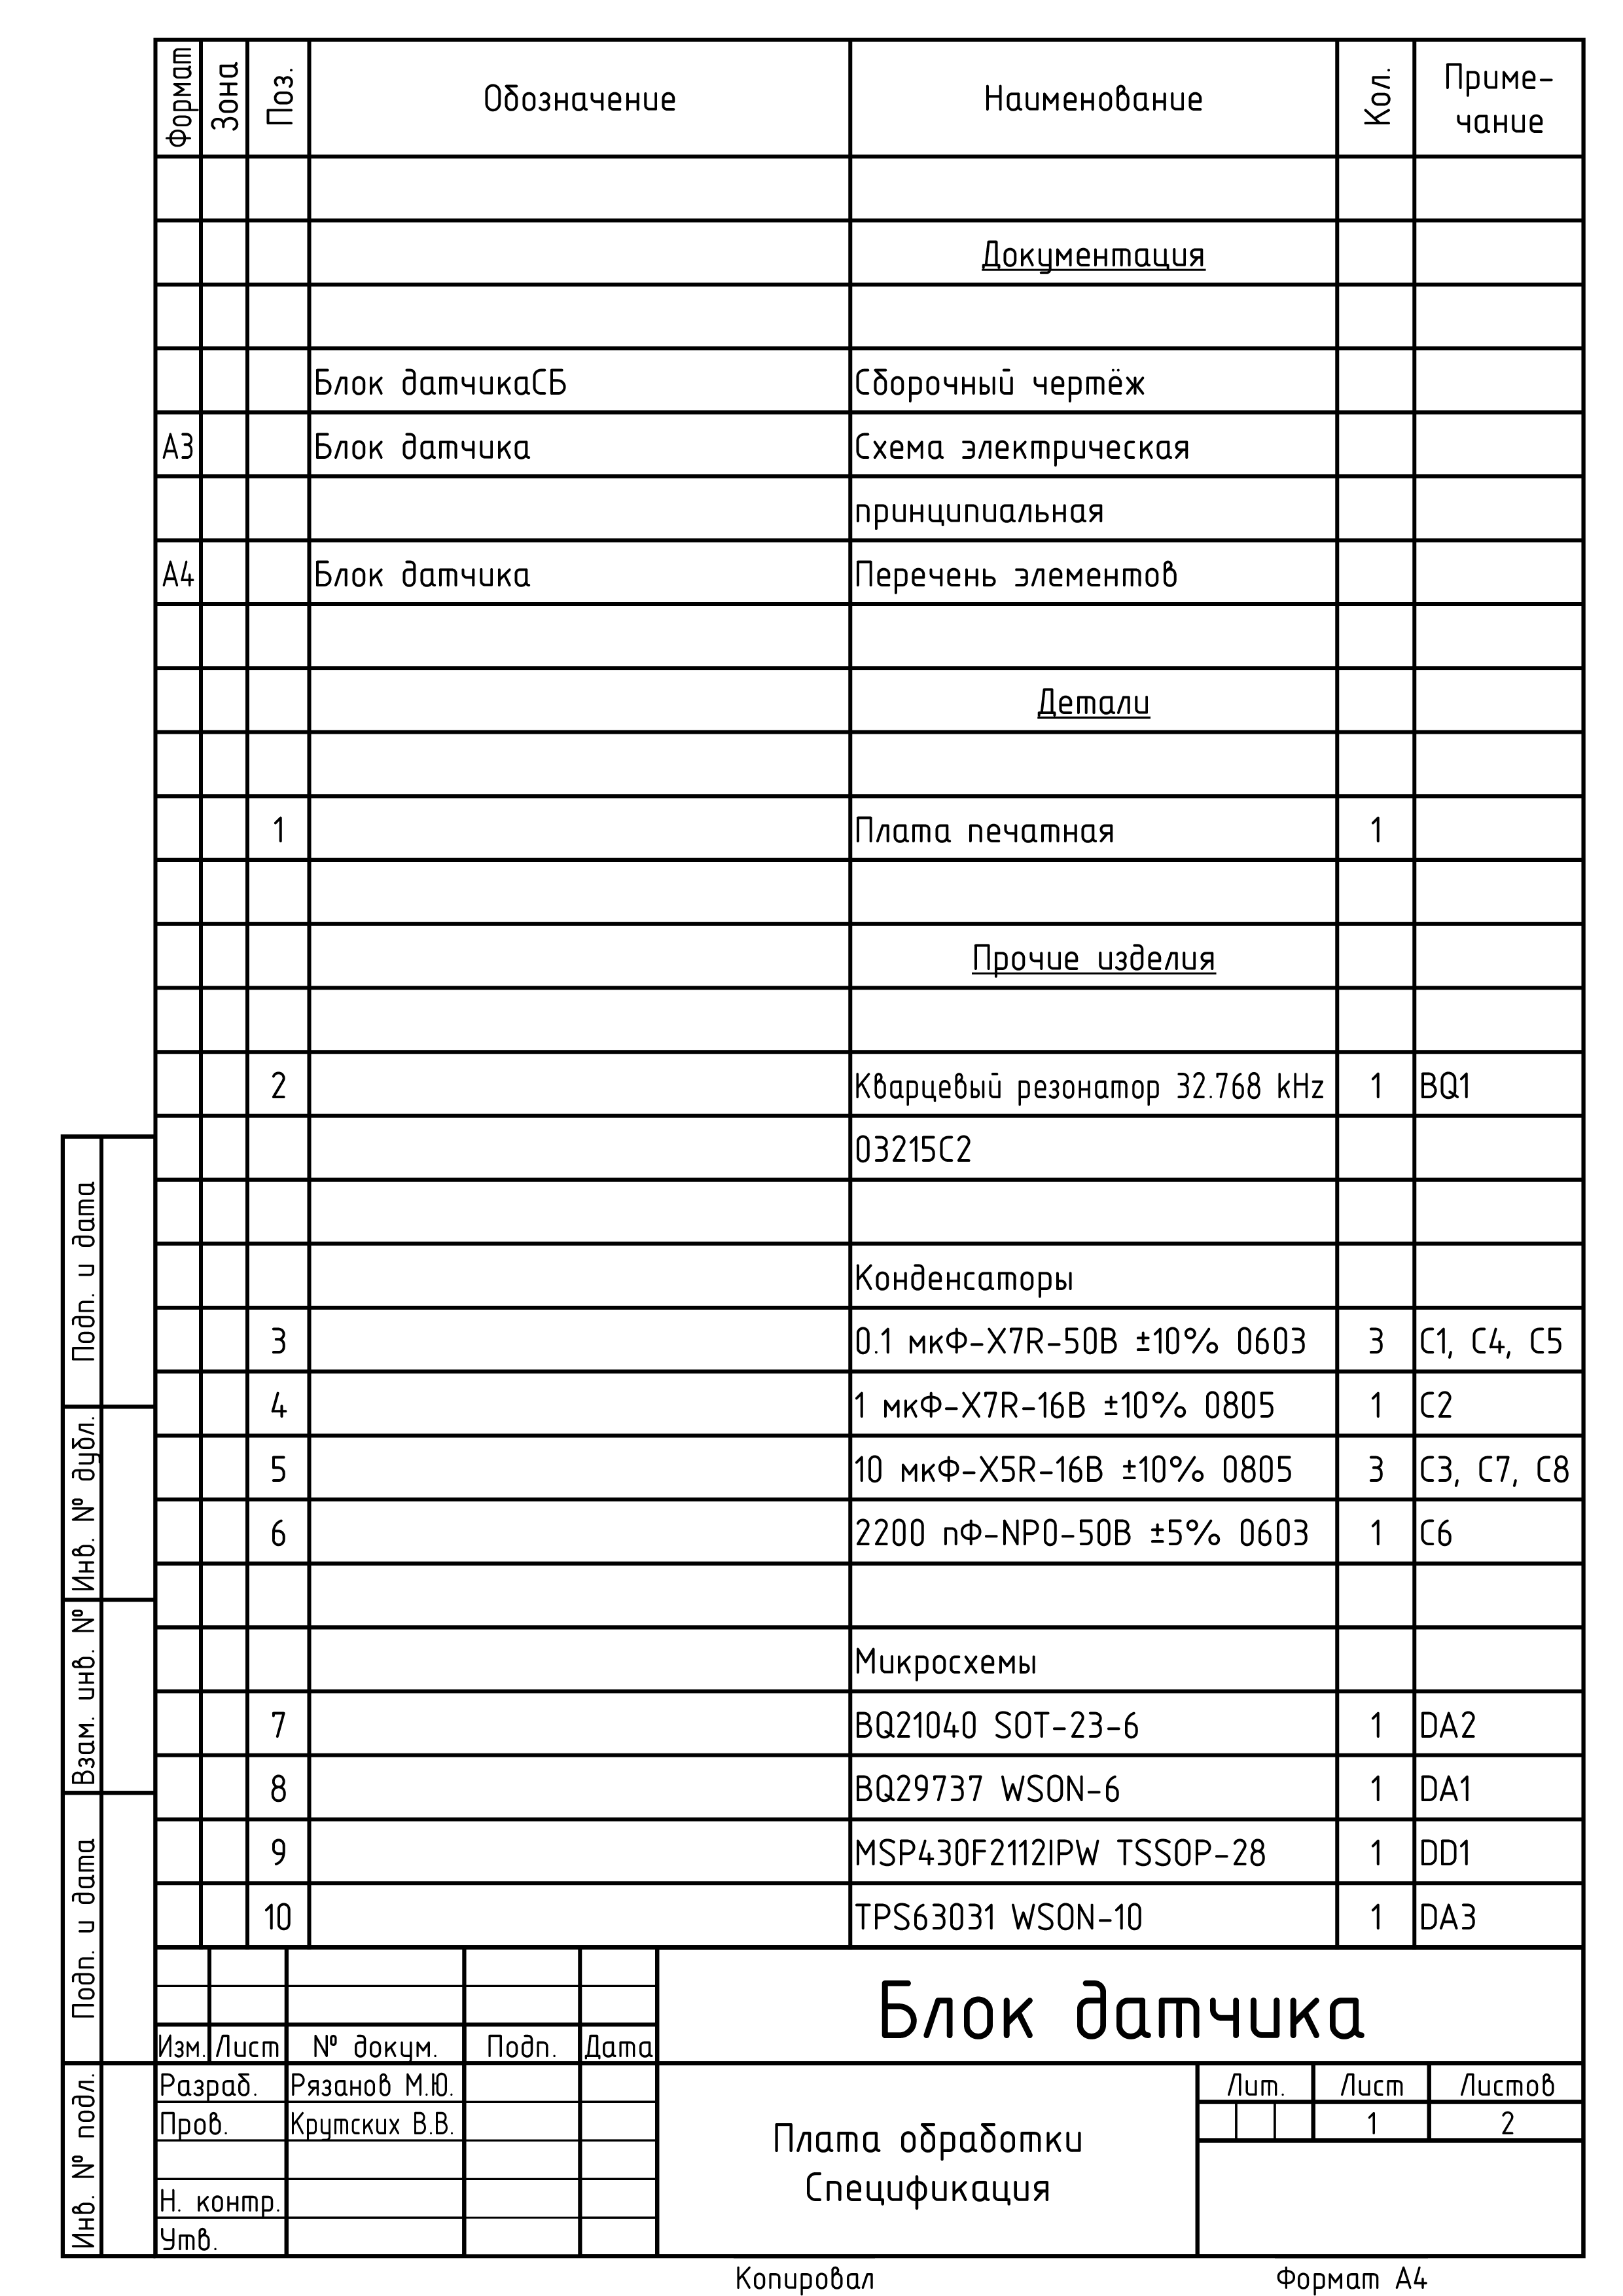 Формат Зона Поз. Обозначение Наименование Кол. Приме-
чание
Документация
Блок датчикаСБ Сборочный чертёж
А3 Блок датчика Схема электрическая
принципиальная
А4 Блок датчика Перечень элементов
Детали
1 Плата печатная 1
Прочие изделия
2 Кварцевый резонатор 32.768 kHz 1 BQ1
03215C2
Конденсаторы
3 0.1 мкФ-X7R-50В ±10% 0603 3 C1, C4, C5
4 1 мкФ-X7R-16В ±10% 0805 1 C2
5 10 мкФ-X5R-16В ±10% 0805 3 C3, C7, C8
6 2200 пФ-NP0-50В ±5% 0603 1 C6
Микросхемы
7 BQ21040 SOT-23-6 1 DA2
8 BQ29737 WSON-6 1 DA1
9 MSP430F2112IPW TSSOP-28 1 DD1
10 TPS63031 WSON-10 1 DA3
Подп. и дата
Инв. № дубл.
Взам. инв. №
Подп. и дата
Инв. № подл.
Блок датчика
Изм. Лист № докум. Подп. Дата
Разраб. Рязанов М.Ю.
Пров. Крутских В.В.
Н. контр.
Утв.
Плата обработки
Спецификация
Лит. Лист Листов
1 2
Копировал Формат А4